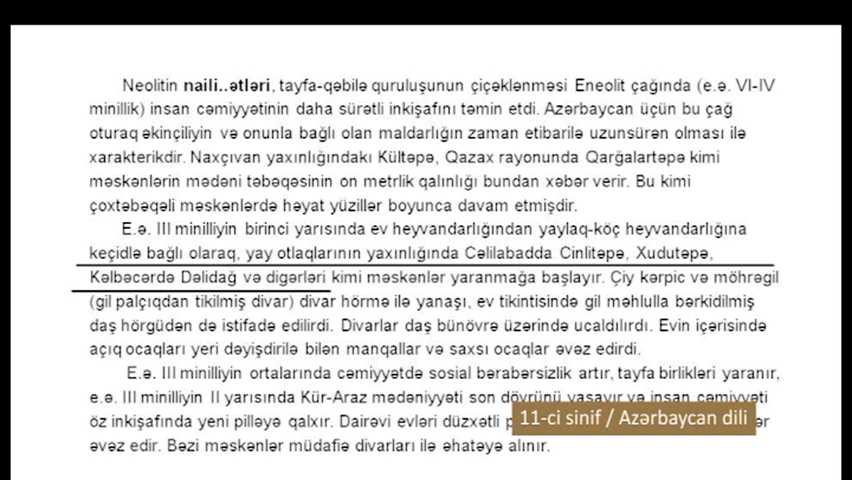 Neolitin naili..ətləri, tayfa-qəbilə quruluşunun çiçəklənməsi Eneolit çağında (e.ə. VI-IV
minillik) insan cəmiyyətinin daha sürətli inkişafını təmin etdi. Azərbaycan üçün bu çağ
oturaq əkinçiliyin və onunla bağlı olan maldarlığın zaman etibarilə uzunsürən olması ilə
xarakterikdir. Naxçıvan yaxınlığındakı Kültəpə, Qazax rayonunda Qarğalartəpə kimi
məskənlərin mədəni təbəqəsinin on metrlik qalınlığı bundan xəbər verir. Bu kimi
çoxtəbəqəli məskənlərdə həyat yüzillər boyunca davam etmişdir.
E.ə. III minilliyin birinci yarısında ev heyvandarlığından yaylaq-köç heyvandarlığına
keçidlə bağlı olaraq, yay otlaqlarının yaxınlığında Cəlilabadda Cinlitəpə, Xudutəpə,
Kəlbəcərdə Dəlidağ və digərləri kimi məskənlər yaranmağa başlayır. Çiy kərpic və möhrəgil
(gil palçıqdan tikilmiş divar) divar hörmə ilə yanaşı, ev tikintisində gil məhlulla bərkidilmiş
daş hörgüdən də istifadə edilirdi. Divarlar daş bünövrə üzərində ucaldılırdı. Evin içərisində
açıq ocaqları yeri dəyişdirilə bilən manqallar və saxsı ocaqlar əvəz edirdi.
E.ə. III minilliyin ortalarında cəmiyyətdə sosial bərabərsizlik artır, tayfa birlikləri yaranır,
e.ə. III minilliyin II yarısında Kür-Araz mədəniyyəti son dövrünü yaşayır və insan cəmiyyəti
öz inkişafında yeni pilləyə qalxır. Dairəvi evləri düzxətli
11-ci sinif / Azərbaycan dili
əvəz edir. Bəzi məskənlər müdafiə divarları ilə əhatəyə alınır.